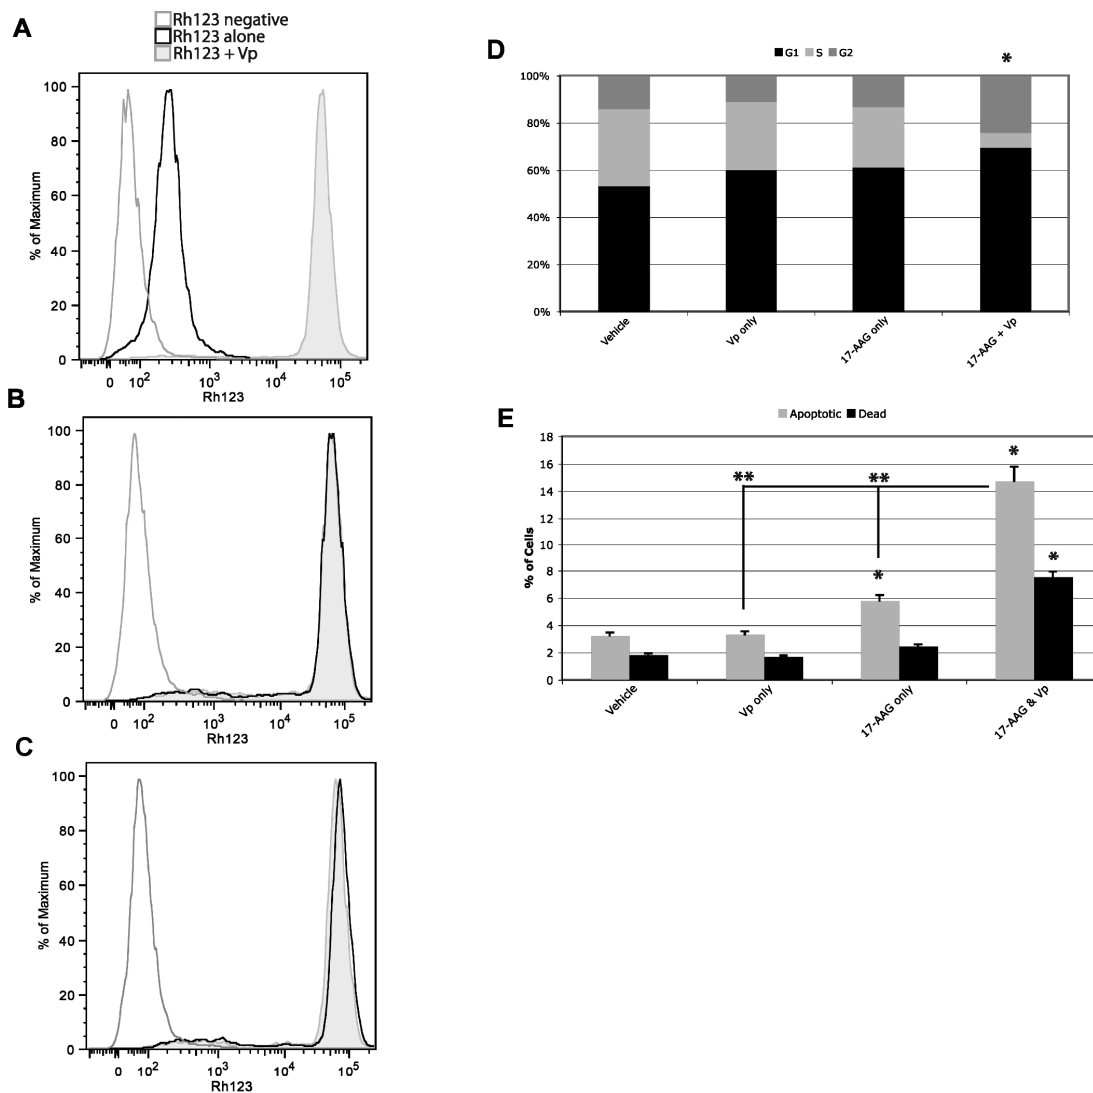 A
Rh123 negative
Rh123 alone
Rh123 + Vp
% of Maximum
100
80
60
40
20
0
0 10² 10³ 10⁴ 10⁵
Rh123
B
% of Maximum
100
80
60
40
20
0
0 10² 10³ 10⁴ 10⁵
Rh123
C
% of Maximum
100
80
60
40
20
0
0 10² 10³ 10⁴ 10⁵
Rh123
D
G1 S G2
*
100%
80%
60%
40%
20%
0%
Vehicle
Vp only
17-AAG only
17-AAG + Vp
E
Apoptotic Dead
% of Cells
18
16
14
12
10
8
6
4
2
0
** ** *
* *
Vehicle
Vp only
17-AAG only
17-AAG & Vp